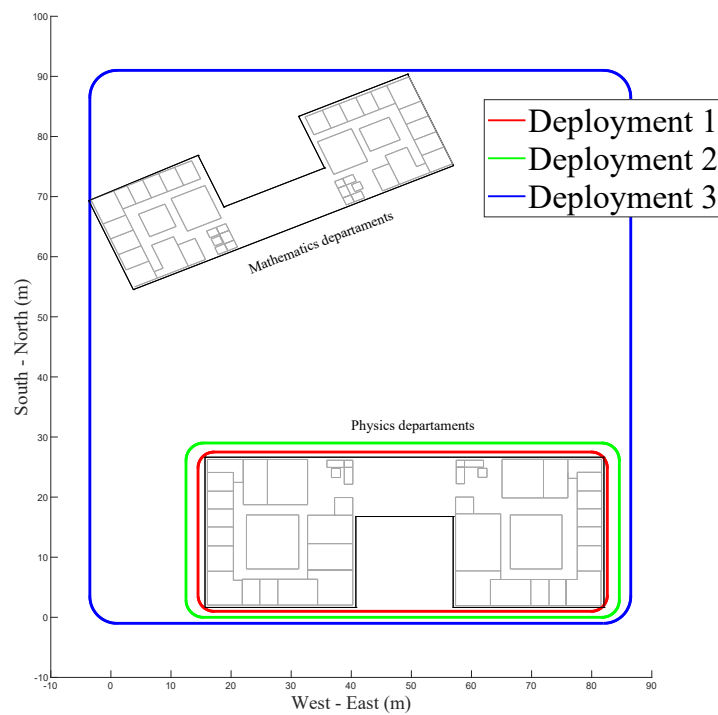 100
90
80
70
60
50
40
30
20
10
0
-10
South - North (m)
Deployment 1
Deployment 2
Deployment 3
Mathematics departaments
Physics departaments
-10 0 10 20 30 40 50 60 70 80 90
West - East (m)